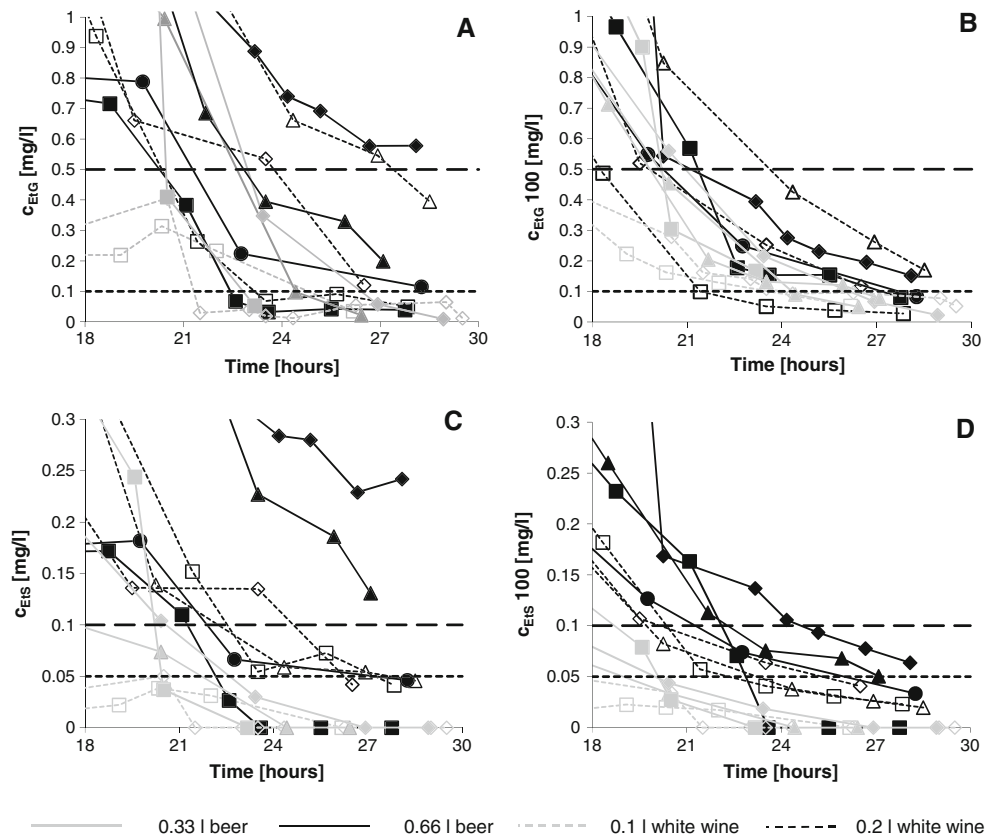 A
c_EtG [mg/l]
1
0.9
0.8
0.7
0.6
0.5
0.4
0.3
0.2
0.1
0
18 21 24 27 30
Time [hours]
B
c_EtG 100 [mg/l]
1
0.9
0.8
0.7
0.6
0.5
0.4
0.3
0.2
0.1
0
18 21 24 27 30
Time [hours]
C
c_EtS [mg/l]
0.3
0.25
0.2
0.15
0.1
0.05
0
18 21 24 27 30
Time [hours]
D
c_EtS 100 [mg/l]
0.3
0.25
0.2
0.15
0.1
0.05
0
18 21 24 27 30
Time [hours]
0.33 l beer 0.66 l beer 0.1 l white wine 0.2 l white wine